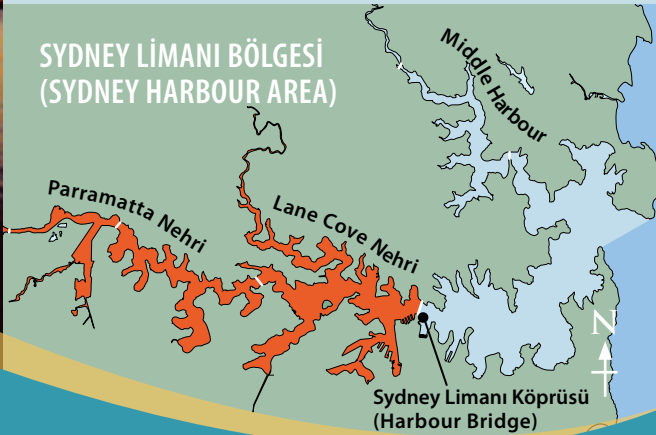 SYDNEY LİMANI BÖLGESİ
(SYDNEY HARBOUR AREA)
Middle Harbour
Parramatta Nehri
Lane Cove Nehri
N
Sydney Limanı Köprüsü
(Harbour Bridge)